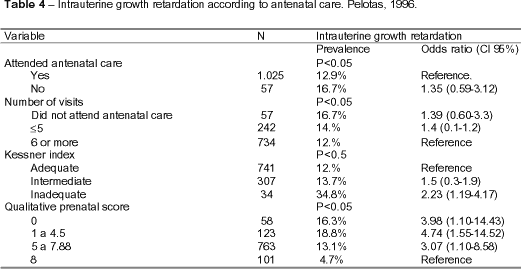 Table 4 – Intrauterine growth retardation according to antenatal care. Pelotas, 1996.
Variable N Intrauterine growth retardation
Prevalence Odds ratio (CI 95%)
Attended antenatal care P<0.05
Yes 1.025 12.9% Reference.
No 57 16.7% 1.35 (0.59-3.12)
Number of visits P<0.05
Did not attend antenatal care 57 16.7% 1.39 (0.60-3.3)
≤5 242 14.% 1.4 (0.1-1.2)
6 or more 734 12.% Reference
Kessner index P<0.5
Adequate 741 12.% Reference
Intermediate 307 13.7% 1.5 (0.3-1.9)
Inadequate 34 34.8% 2.23 (1.19-4.17)
Qualitative prenatal score P<0.05
0 58 16.3% 3.98 (1.10-14.43)
1 a 4.5 123 18.8% 4.74 (1.55-14.52)
5 a 7.88 763 13.1% 3.07 (1.10-8.58)
8 101 4.7% Reference